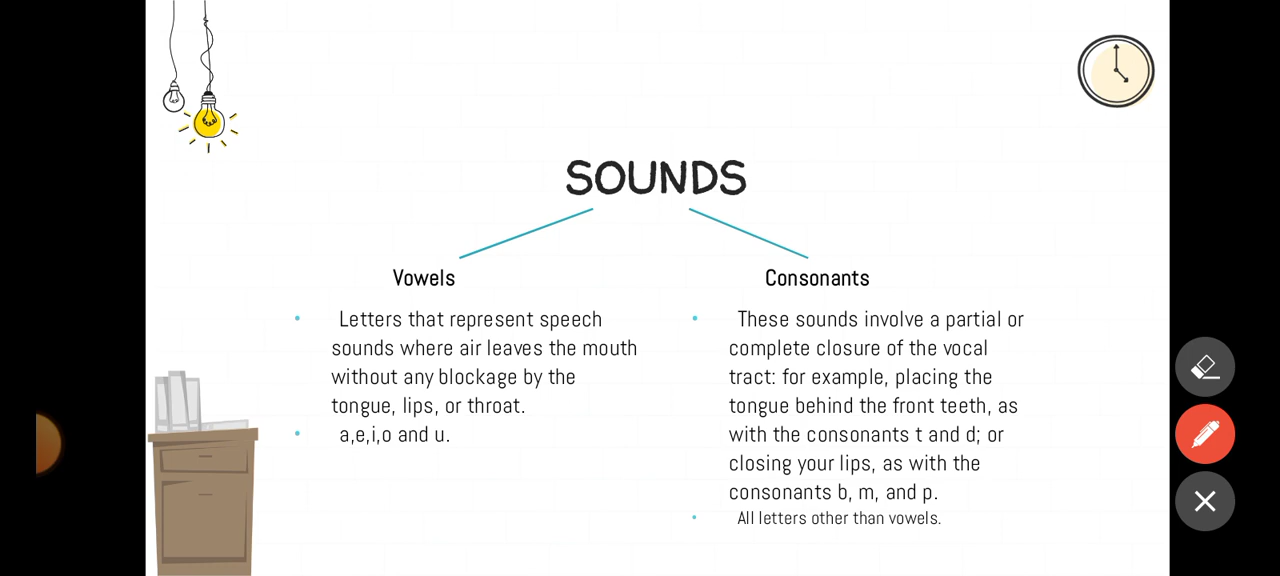 SOUNDS
Vowels
• Letters that represent speech
sounds where air leaves the mouth
without any blockage by the
tongue, lips, or throat.
• a,e,i,o and u.
Consonants
• These sounds involve a partial or
complete closure of the vocal
tract: for example, placing the
tongue behind the front teeth, as
with the consonants t and d; or
closing your lips, as with the
consonants b, m, and p.
• All letters other than vowels.